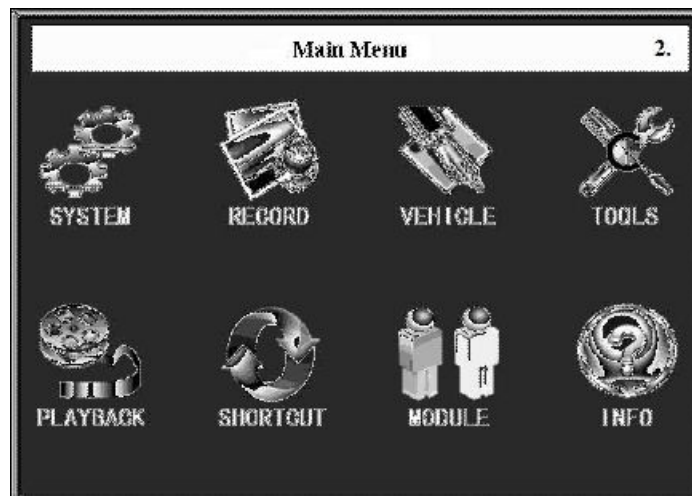 Main Menu 2.
SYSTEM RECORD VEHICLE TOOLS
PLAYBACK SHORTCUT MODULE INFO